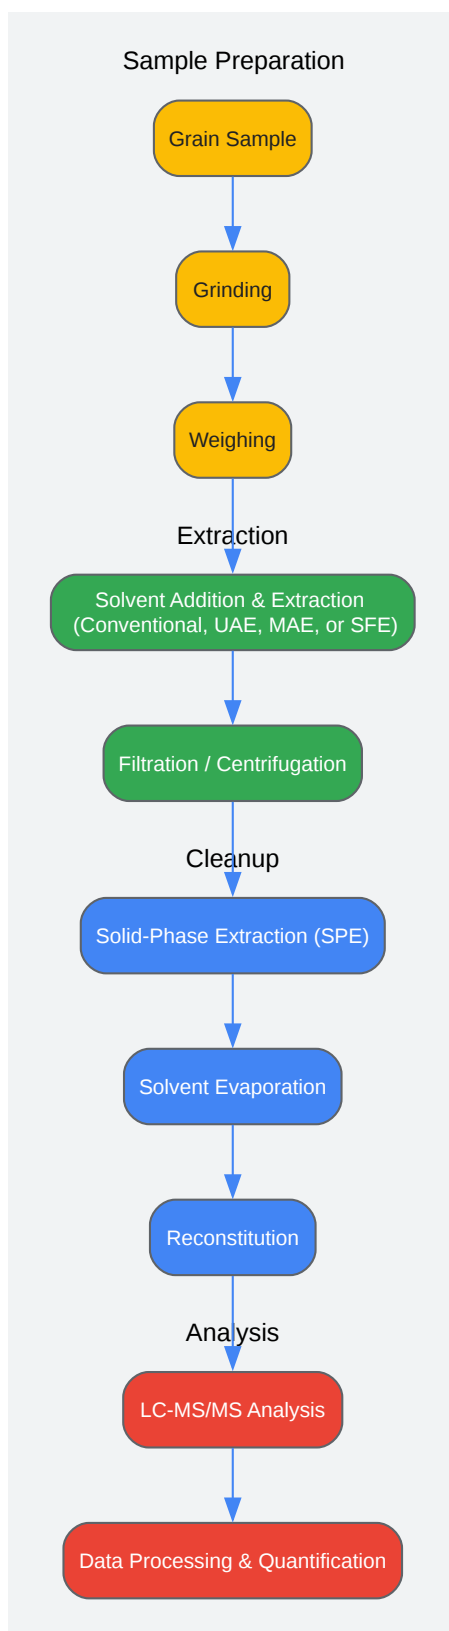 Sample Preparation
Grain Sample
Grinding
Weighing
Extraction
Solvent Addition & Extraction
(Conventional, UAE, MAE, or SFE)
Filtration / Centrifugation
Cleanup
Solid-Phase Extraction (SPE)
Solvent Evaporation
Reconstitution
Analysis
LC-MS/MS Analysis
Data Processing & Quantification